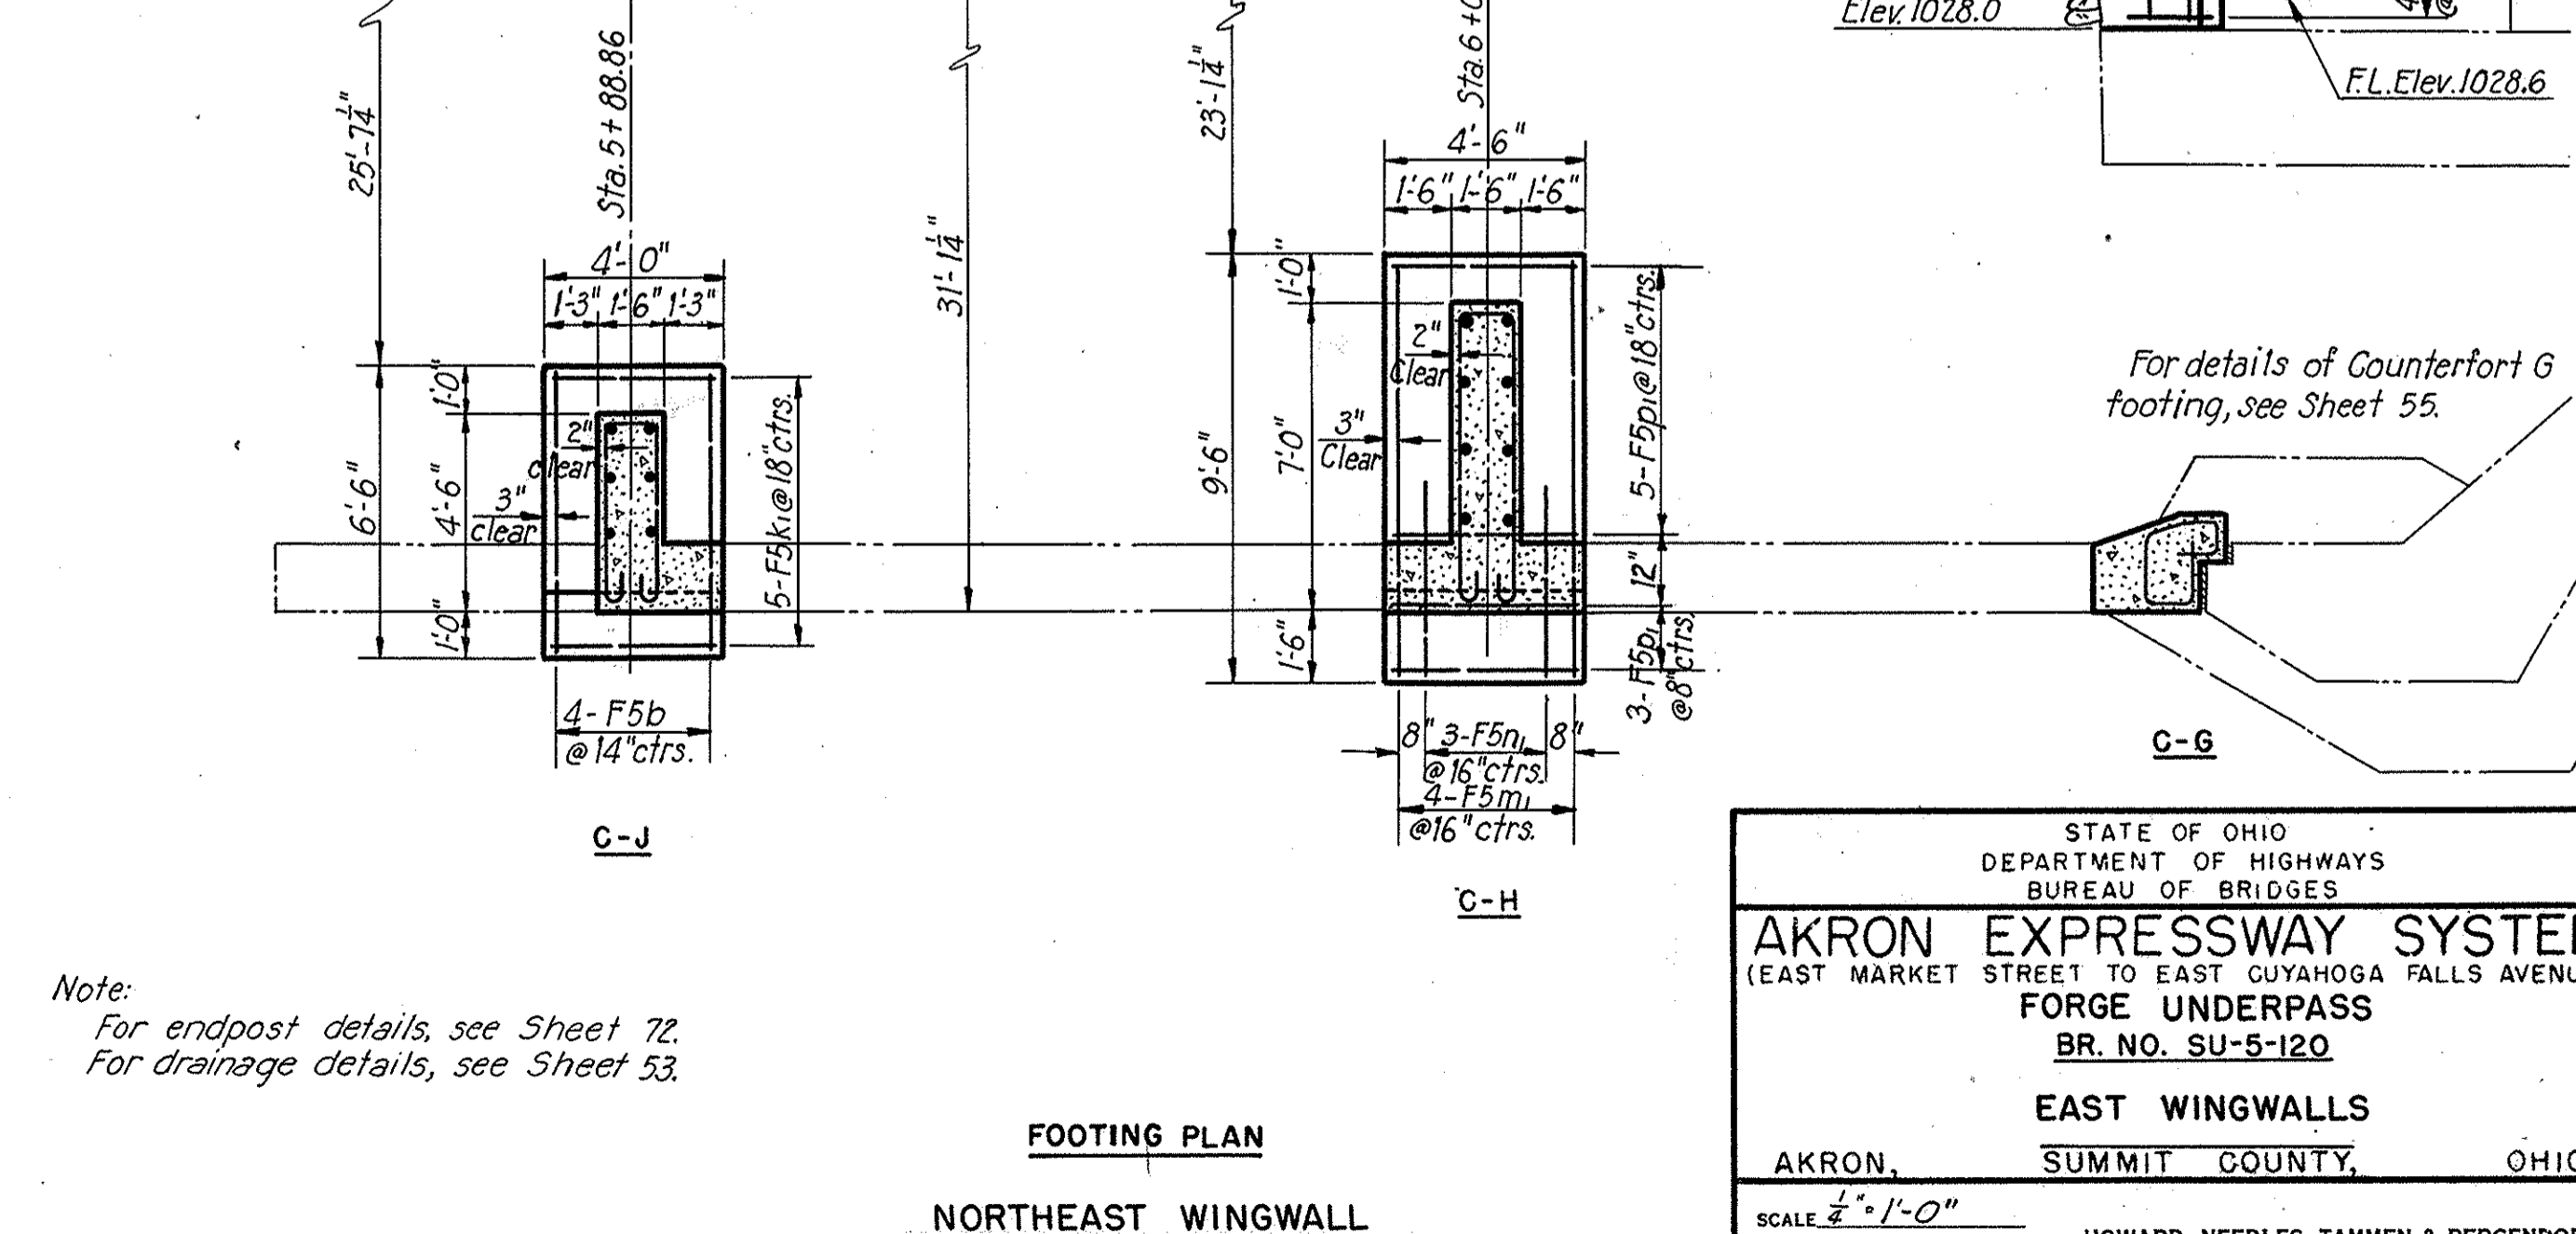 Elev. 1028.0
F.L. Elev. 1028.6
25'-7 1/4"
Sta. 5+88.86
31'-1 1/4"
23'-1 1/4"
Sta. 6+0
4'-0"
1'-3" 1'-6" 1'-3"
1'-0"
4'-6"
1'-0"
6'-6"
2"
clear
3"
clear
5-F5k1@18"ctrs.
4-F5b
@14"ctrs.
C-J
4'-6"
1'-6" 1'-6" 1'-6"
1'-0"
7'-0"
1'-6"
9'-6"
2"
Clear
3"
Clear
5-F5p1@18"ctrs.
12"
3-F5p1
@8"ctrs.
8" 3-F5n1 8"
@16"ctrs.
4-F5m1
@16"ctrs.
C-H
For details of Counterfort G
footing, see Sheet 55.
C-G
Note:
For endpost details, see Sheet 72.
For drainage details, see Sheet 53.
FOOTING PLAN
NORTHEAST WINGWALL
STATE OF OHIO
DEPARTMENT OF HIGHWAYS
BUREAU OF BRIDGES
AKRON EXPRESSWAY SYSTE
(EAST MARKET STREET TO EAST CUYAHOGA FALLS AVENU
FORGE UNDERPASS
BR. NO. SU-5-120
EAST WINGWALLS
AKRON, SUMMIT COUNTY, OHIO
SCALE 1/4" = 1'-0"
HOWARD, NEEDLES, TAMMEN &